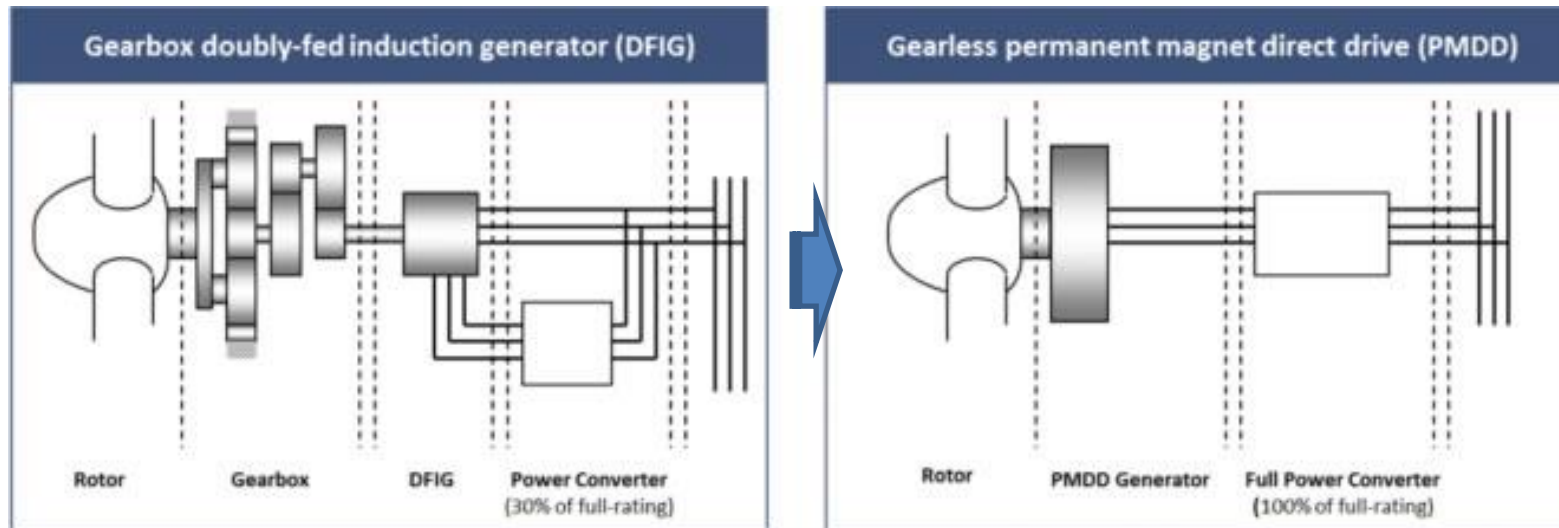 Gearbox doubly-fed induction generator (DFIG)
Rotor
Gearbox
DFIG
Power Converter
(30% of full-rating)
Gearless permanent magnet direct drive (PMDD)
Rotor
PMDD Generator
Full Power Converter
(100% of full-rating)